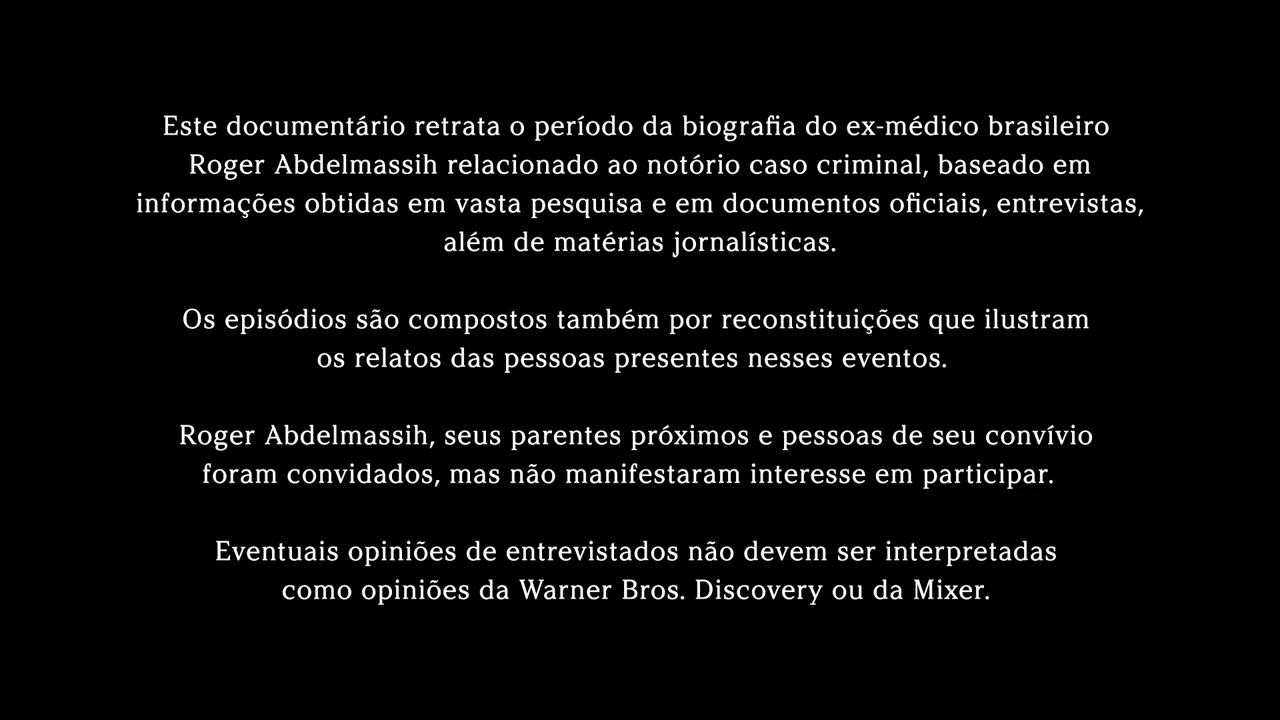 Este documentário retrata o período da biografia do ex-médico brasileiro
Roger Abdelmassih relacionado ao notório caso criminal, baseado em
informações obtidas em vasta pesquisa e em documentos oficiais, entrevistas,
além de matérias jornalísticas.
Os episódios são compostos também por reconstituições que ilustram
os relatos das pessoas presentes nesses eventos.
Roger Abdelmassih, seus parentes próximos e pessoas de seu convívio
foram convidados, mas não manifestaram interesse em participar.
Eventuais opiniões de entrevistados não devem ser interpretadas
como opiniões da Warner Bros. Discovery ou da Mixer.